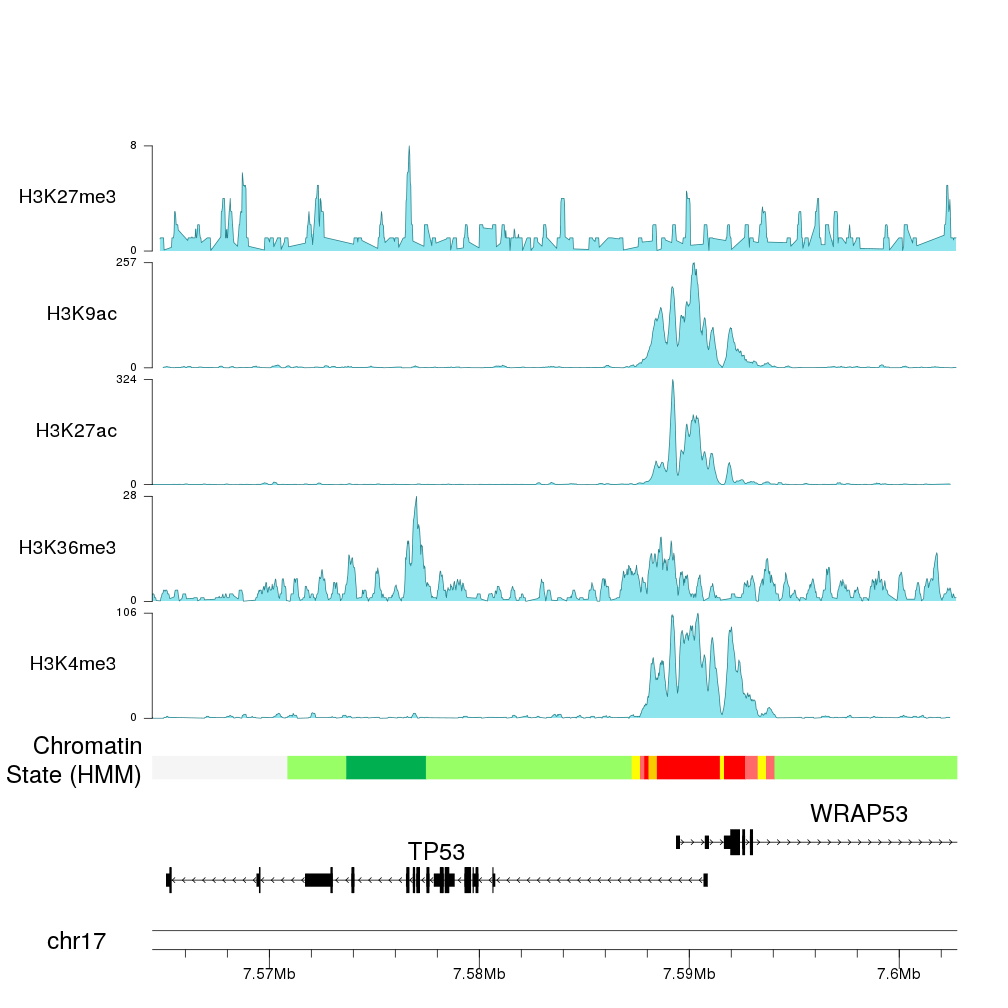 8
H3K27me3
0
257
H3K9ac
0
324
H3K27ac
0
28
H3K36me3
0
106
H3K4me3
0
Chromatin
State (HMM)
WRAP53
TP53
chr17
7.57Mb 7.58Mb 7.59Mb 7.6Mb